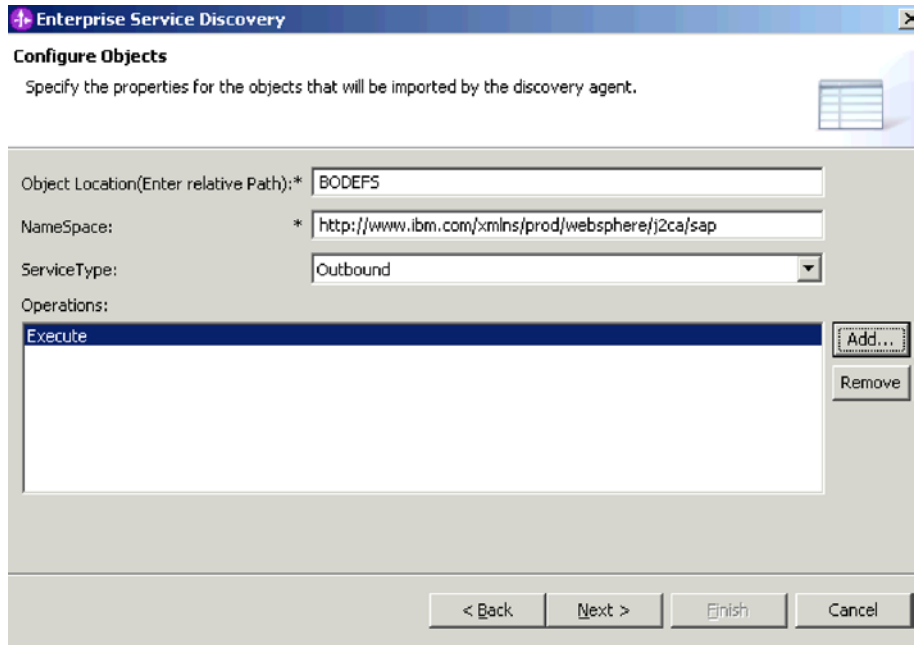 Enterprise Service Discovery
Configure Objects
Specify the properties for the objects that will be imported by the discovery agent.
Object Location(Enter relative Path):* BODEFS
NameSpace: * http://www.ibm.com/xmlns/prod/websphere/j2ca/sap
ServiceType: Outbound
Operations:
Execute
Add...
Remove
< Back Next > Finish Cancel